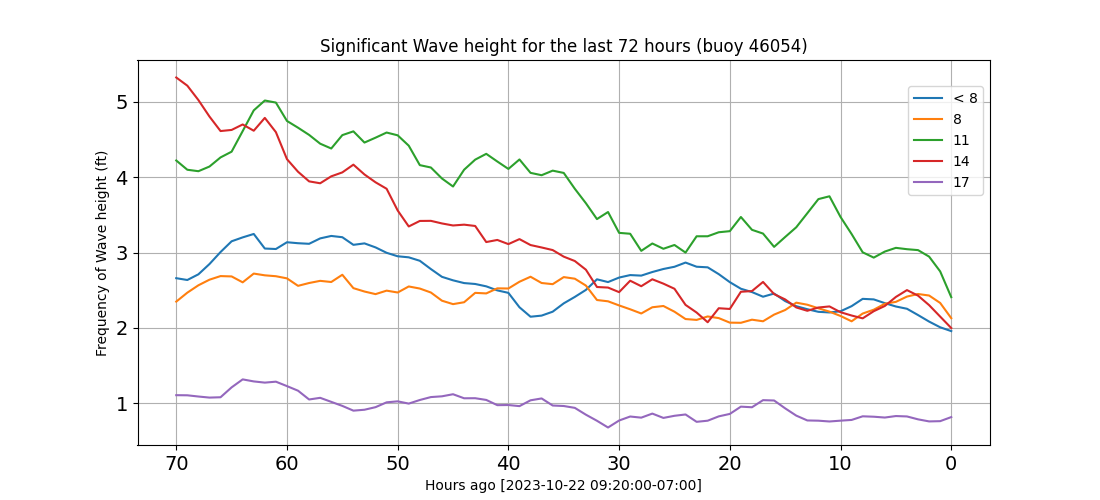 Significant Wave height for the last 72 hours (buoy 46054)
Frequency of Wave height (ft)
5
4
3
2
1
< 8
8
11
14
17
70 60 50 40 30 20 10 0
Hours ago [2023-10-22 09:20:00-07:00]